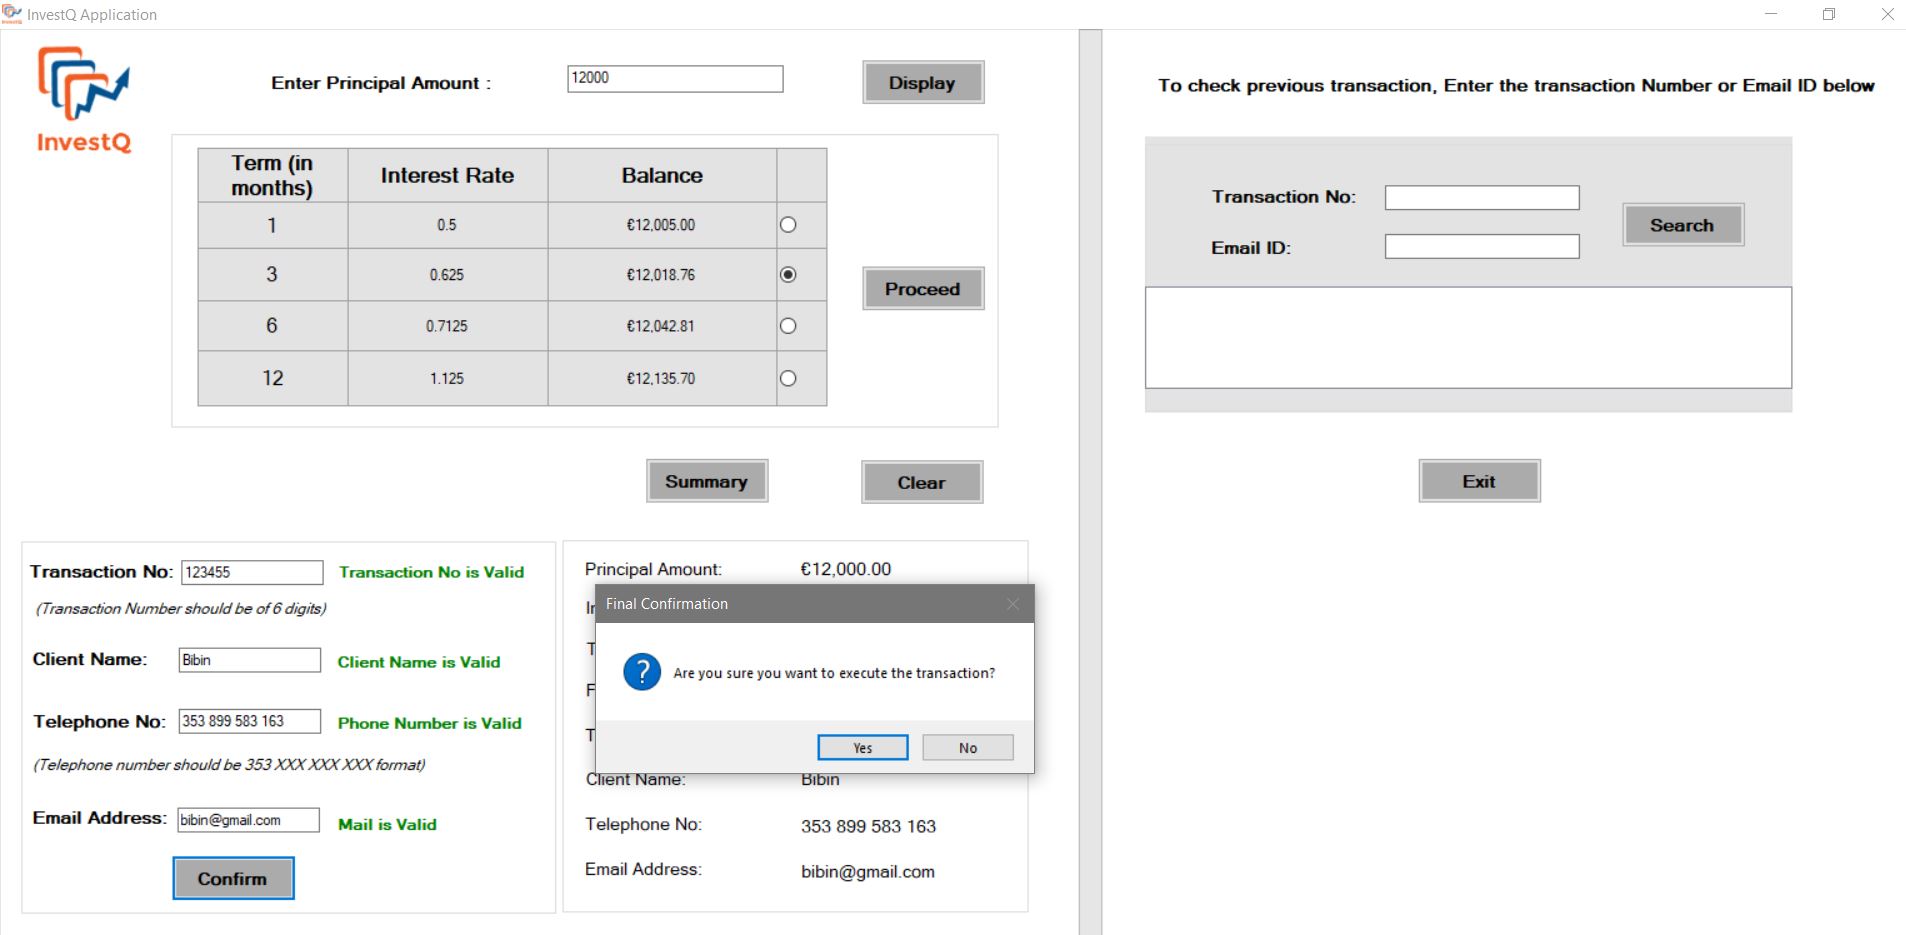 InvestQ Application
InvestQ
Enter Principal Amount :
12000
Display
Term (in months)
Interest Rate
Balance
1
0.5
€12,005.00
3
0.625
€12,018.76
6
0.7125
€12,042.81
12
1.125
€12,135.70
Proceed
Summary
Clear
Transaction No:
123455
Transaction No is Valid
(Transaction Number should be of 6 digits)
Client Name:
Bibin
Client Name is Valid
Telephone No:
353 899 583 163
Phone Number is Valid
(Telephone number should be 353 XXX XXX XXX format)
Email Address:
bibin@gmail.com
Mail is Valid
Confirm
Principal Amount:
€12,000.00
Final Confirmation
Are you sure you want to execute the transaction?
Yes
No
Client Name:
Bibin
Telephone No:
353 899 583 163
Email Address:
bibin@gmail.com
To check previous transaction, Enter the transaction Number or Email ID below
Transaction No:
Email ID:
Search
Exit